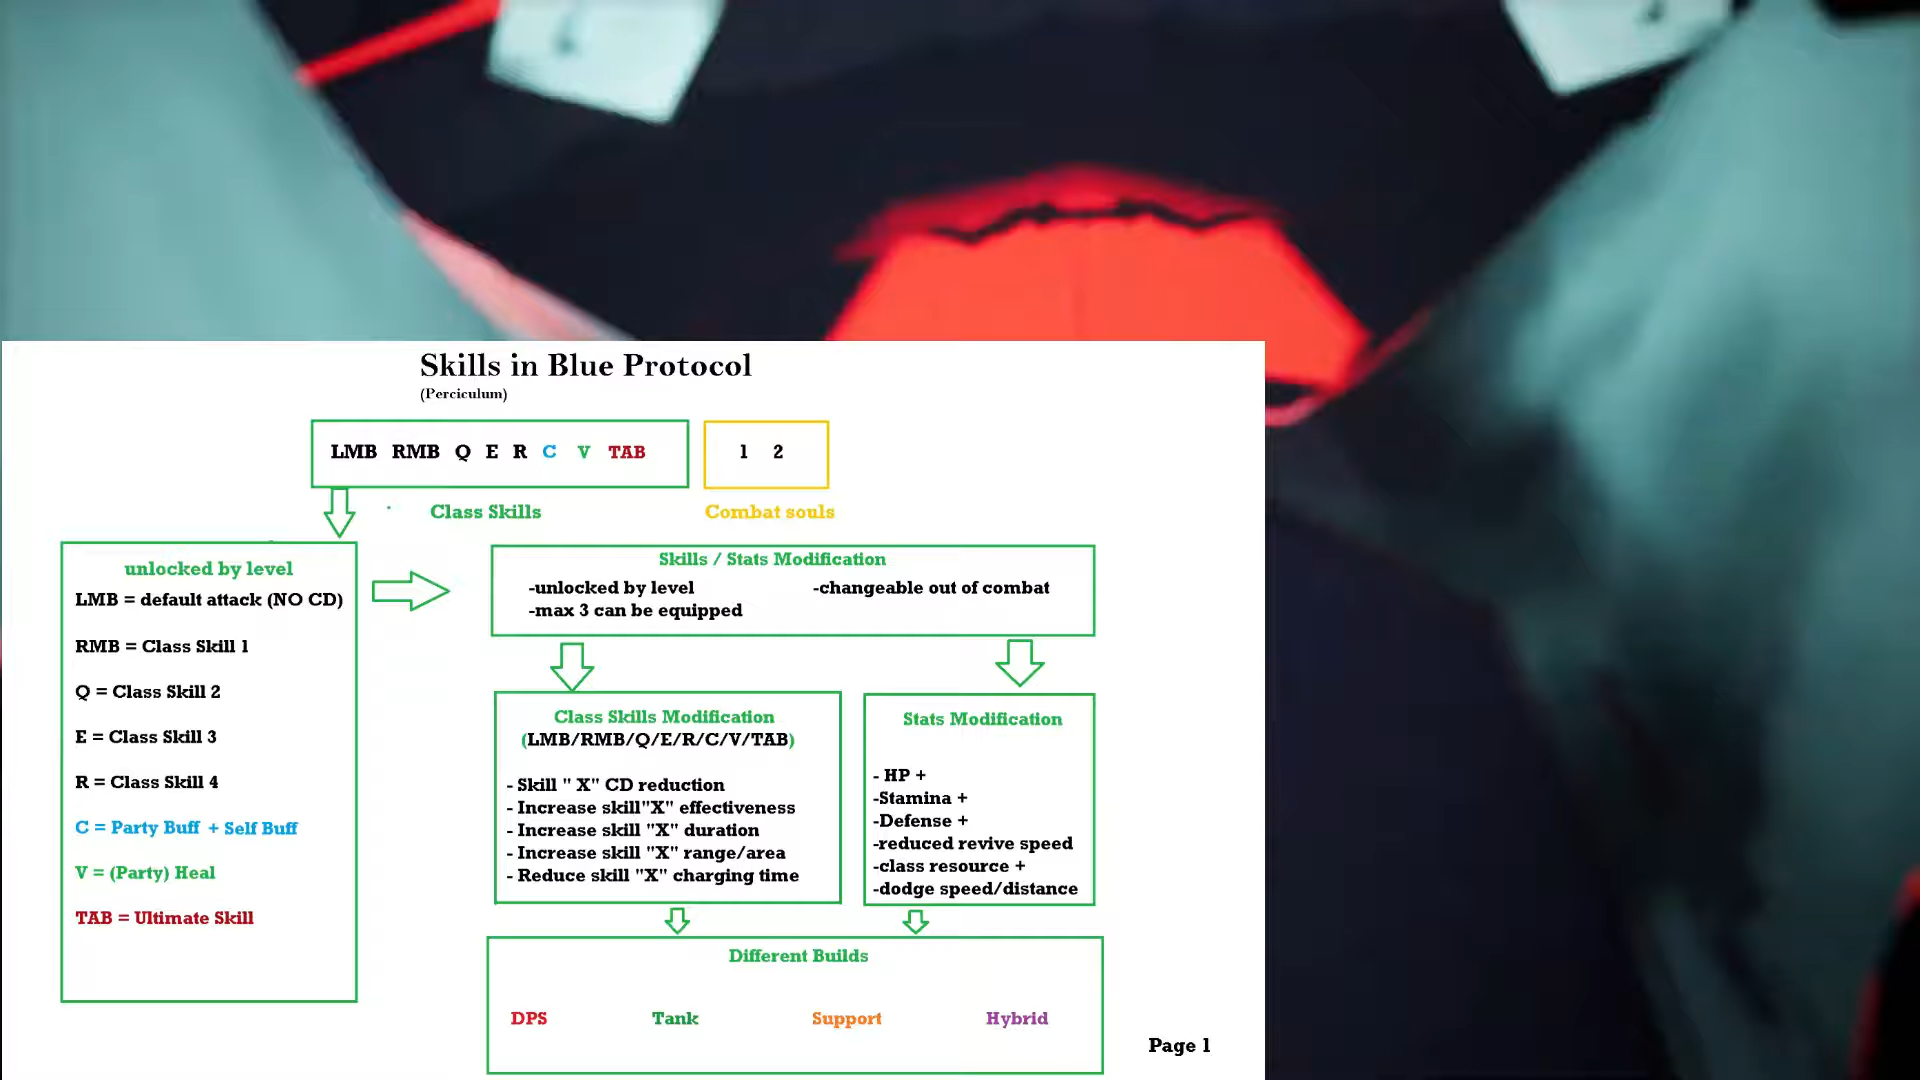 Skills in Blue Protocol
(Perciculum)
LMB RMB Q E R C V TAB
1 2
Class Skills
Combat souls
unlocked by level
LMB = default attack (NO CD)
RMB = Class Skill 1
Q = Class Skill 2
E = Class Skill 3
R = Class Skill 4
C = Party Buff + Self Buff
V = (Party) Heal
TAB = Ultimate Skill
Skills / Stats Modification
-unlocked by level
-changeable out of combat
-max 3 can be equipped
Class Skills Modification
(LMB/RMB/Q/E/R/C/V/TAB)
- Skill " X" CD reduction
- Increase skill"X" effectiveness
- Increase skill "X" duration
- Increase skill "X" range/area
- Reduce skill "X" charging time
Stats Modification
- HP +
-Stamina +
-Defense +
-reduced revive speed
-class resource +
-dodge speed/distance
Different Builds
DPS Tank Support Hybrid
Page 1